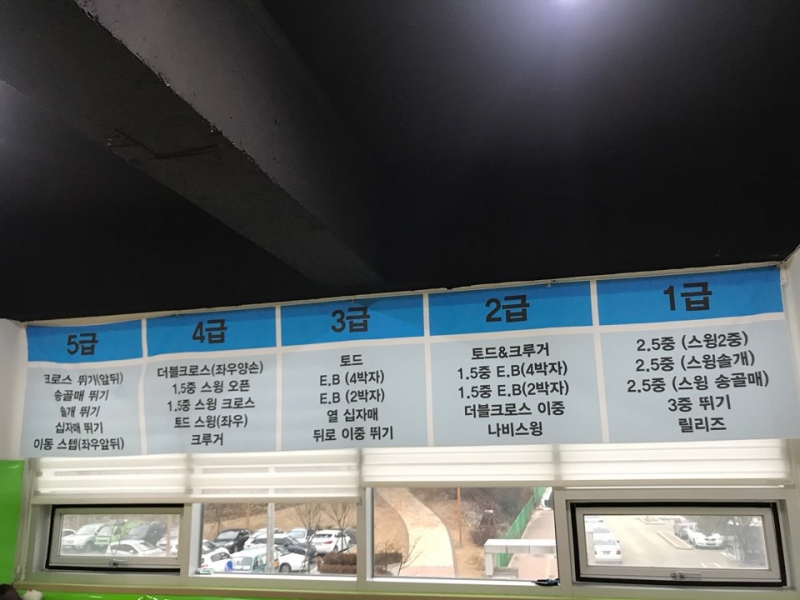 5급
크로스 뛰기(앞뒤)
송골매 뛰기
솔개 뛰기
십자매 뛰기
이동 스텝(좌우앞뒤)
4급
더블크로스(좌우양손)
1.5중 스윙 오픈
1.5중 스윙 크로스
토드 스윙(좌우)
크루거
3급
토드
E.B (4박자)
E.B (2박자)
열 십자매
뒤로 이중 뛰기
2급
토드&크루거
1.5중 E.B(4박자)
1.5중 E.B(2박자)
더블크로스 이중
나비스윙
1급
2.5중 (스윙2중)
2.5중 (스윙솔개)
2.5중 (스윙 송골매)
3중 뛰기
릴리즈